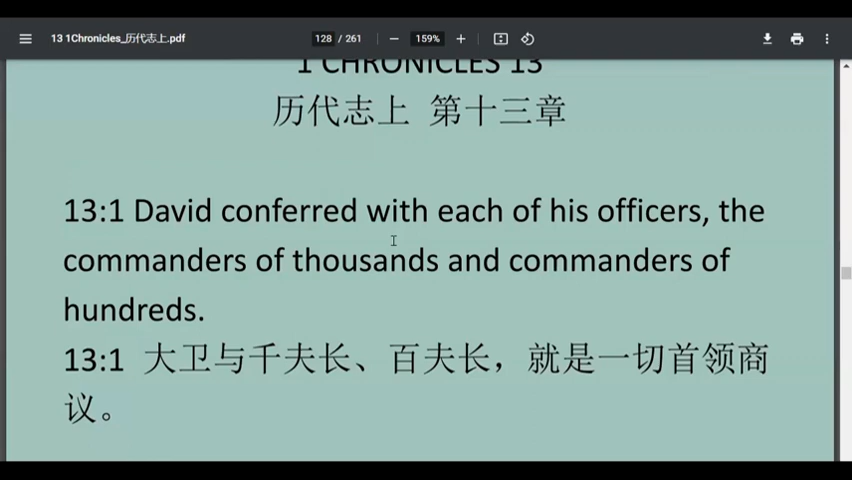 13 1Chronicles_历代志上.pdf
128 / 261
159%
1 CHRONICLES 13
历代志上 第十三章
13:1 David conferred with each of his officers, the
commanders of thousands and commanders of
hundreds.
13:1 大卫与千夫长、百夫长，就是一切首领商
议。